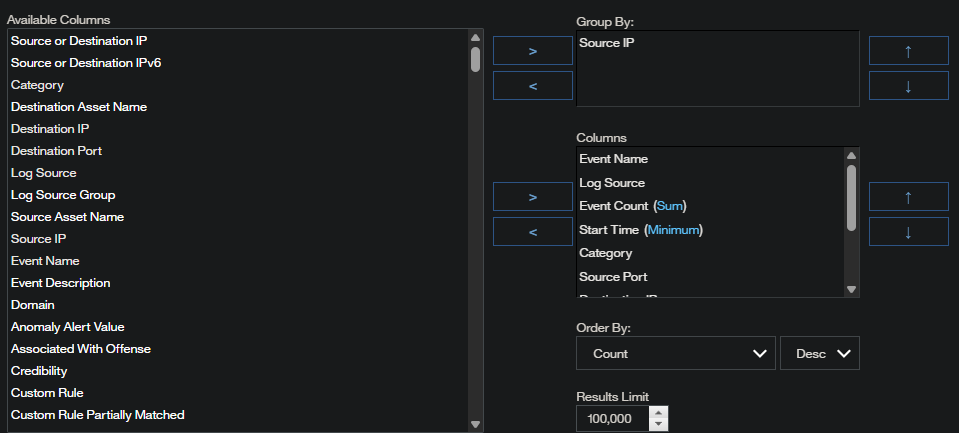 Available Columns
Source or Destination IP
Source or Destination IPv6
Category
Destination Asset Name
Destination IP
Destination Port
Log Source
Log Source Group
Source Asset Name
Source IP
Event Name
Event Description
Domain
Anomaly Alert Value
Associated With Offense
Credibility
Custom Rule
Custom Rule Partially Matched
>
<
Group By:
Source IP
↑
↓
>
<
Columns
Event Name
Log Source
Event Count (Sum)
Start Time (Minimum)
Category
Source Port
Destination IP
↑
↓
Order By:
Count
Desc
Results Limit
100,000